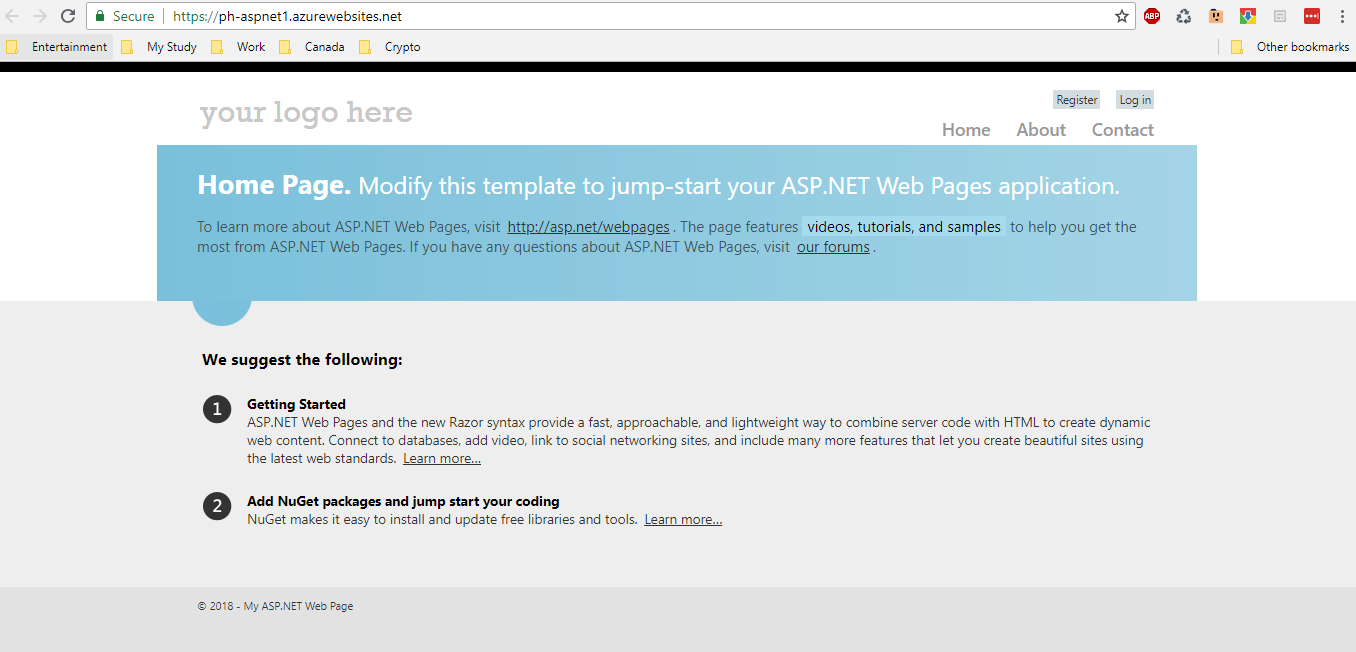 Secure https://ph-aspnet1.azurewebsites.net
ABP
Entertainment My Study Work Canada Crypto Other bookmarks
your logo here
Register Log in
Home About Contact
Home Page. Modify this template to jump-start your ASP.NET Web Pages application.
To learn more about ASP.NET Web Pages, visit http://asp.net/webpages . The page features videos, tutorials, and samples to help you get the
most from ASP.NET Web Pages. If you have any questions about ASP.NET Web Pages, visit our forums .
We suggest the following:
1 Getting Started
ASP.NET Web Pages and the new Razor syntax provide a fast, approachable, and lightweight way to combine server code with HTML to create dynamic
web content. Connect to databases, add video, link to social networking sites, and include many more features that let you create beautiful sites using
the latest web standards. Learn more...
2 Add NuGet packages and jump start your coding
NuGet makes it easy to install and update free libraries and tools. Learn more...
© 2018 - My ASP.NET Web Page